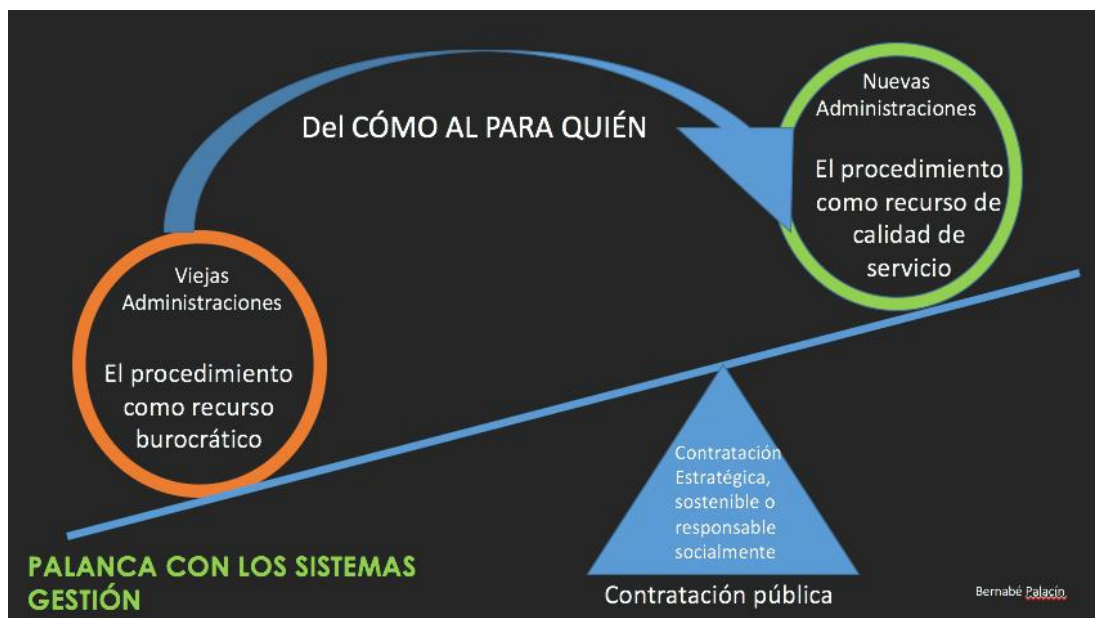 Del CÓMO AL PARA QUIÉN
Nuevas
Administraciones
El procedimiento
como recurso de
calidad de
servicio
Viejas
Administraciones
El procedimiento
como recurso
burocrático
Contratación
Estratégica,
sostenible o
responsable
socialmente
Contratación pública
PALANCA CON LOS SISTEMAS
GESTIÓN
Bernabé Palacín